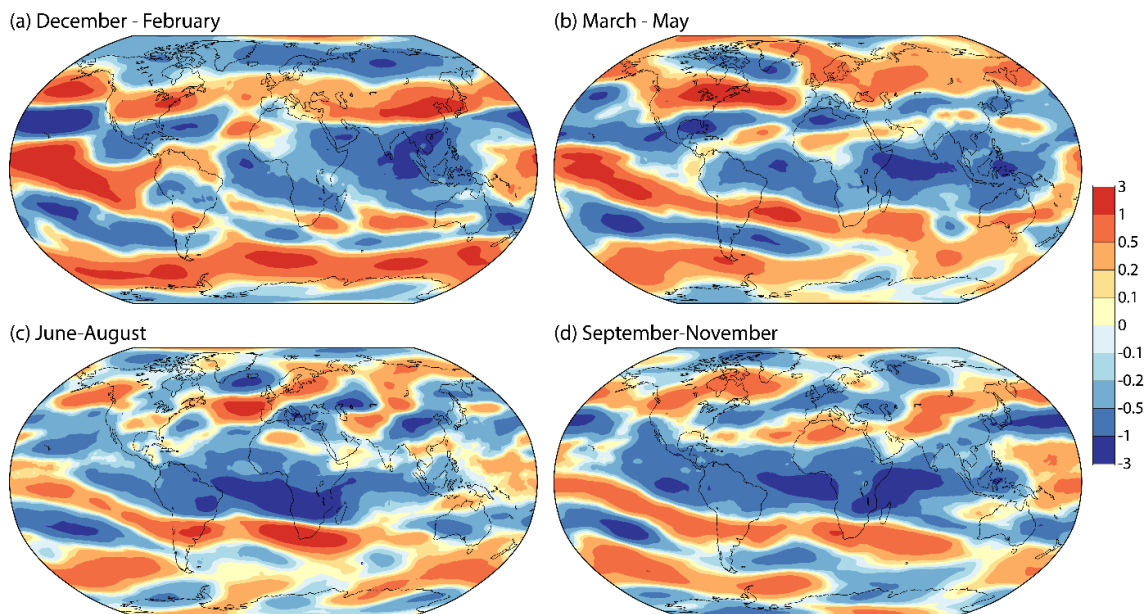 (a) December - February
(b) March - May
(c) June-August
(d) September-November
3
1
0.5
0.2
0.1
0
-0.1
-0.2
-0.5
-1
-3